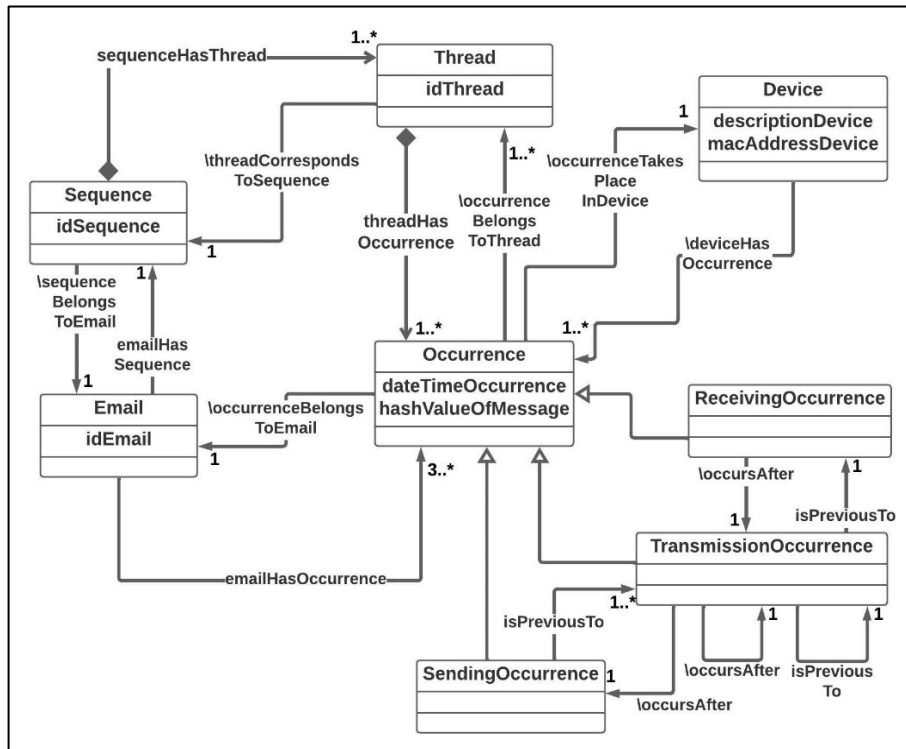 1..*
sequenceHasThread
Thread
idThread
Device
descriptionDevice
macAddressDevice
1
\threadCorresponds
ToSequence
1..*
\occurrenceTakes
Place
InDevice
Sequence
idSequence
threadHas
Occurrence
\occurrence
Belongs
ToThread
\deviceHas
Occurrence
1
1
\sequence
Belongs
ToEmail
emailHas
Sequence
1
1..*
1..*
Occurrence
dateTimeOccurrence
hashValueOfMessage
Email
idEmail
\occurrenceBelongs
ToEmail
1
3..*
ReceivingOccurrence
\occursAfter
1
isPreviousTo
1
TransmissionOccurrence
emailHasOccurrence
1..*
isPreviousTo
1
1
\occursAfter
isPrevious
To
SendingOccurrence
1
\occursAfter